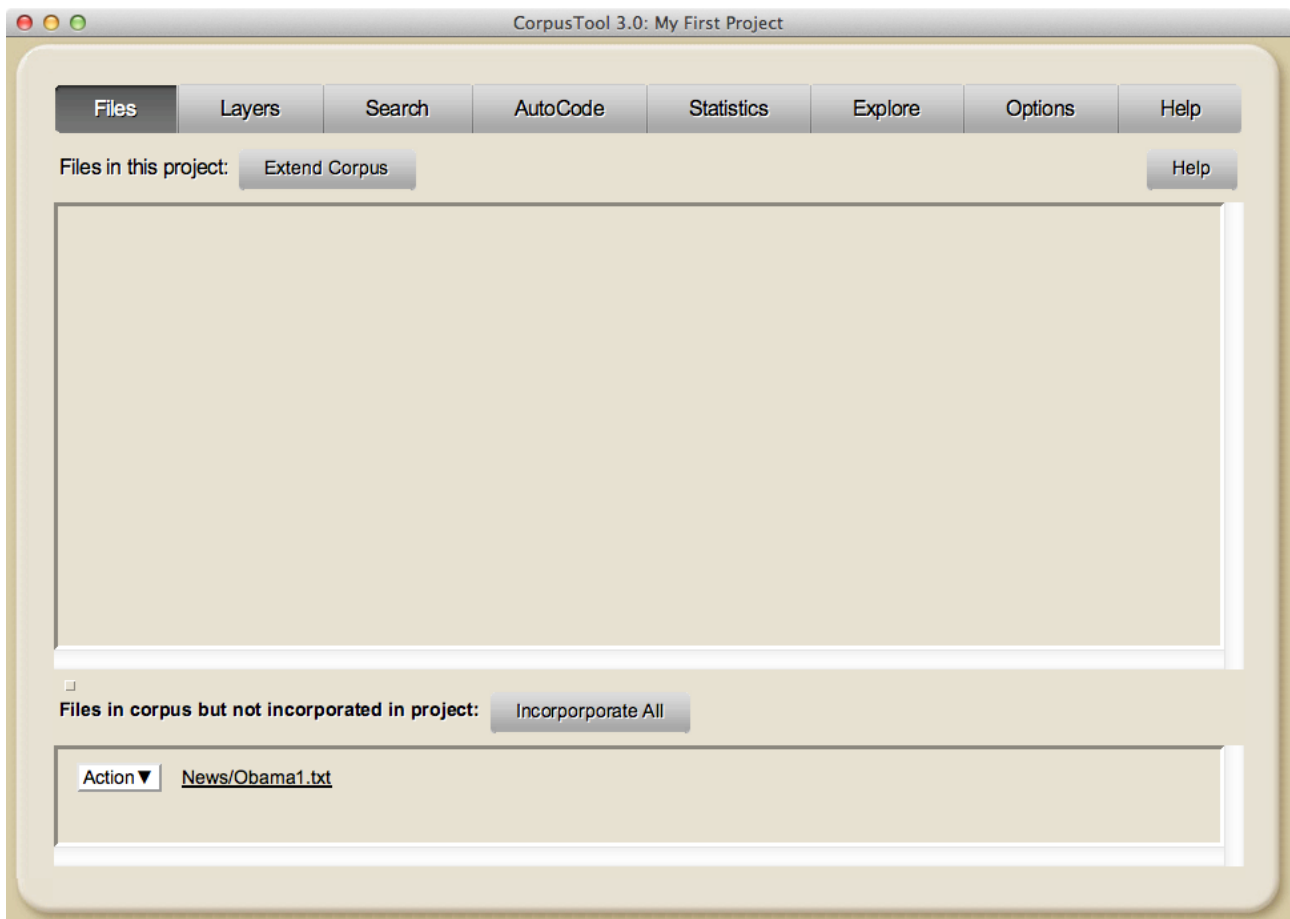 CorpusTool 3.0: My First Project
Files Layers Search AutoCode Statistics Explore Options Help
Files in this project: Extend Corpus Help
Files in corpus but not incorporated in project: Incorporporate All
Action▼ News/Obama1.txt